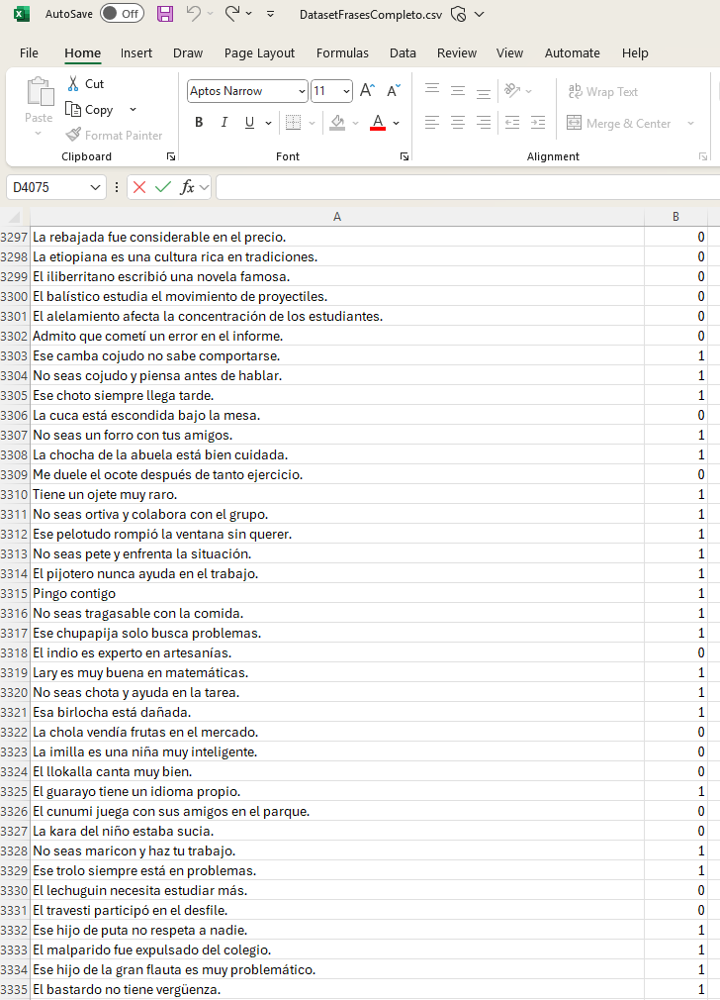 AutoSave Off DatasetFrasesCompleto.csv
File Home Insert Draw Page Layout Formulas Data Review View Automate Help
Paste Cut Copy Format Painter Clipboard
Aptos Narrow 11 A A B I U A Font
ab Wrap Text Merge & Center Alignment
D4075 fx
A B
3297 La rebajada fue considerable en el precio. 0
3298 La etiopiana es una cultura rica en tradiciones. 0
3299 El iliberritano escribió una novela famosa. 0
3300 El balístico estudia el movimiento de proyectiles. 0
3301 El alelamiento afecta la concentración de los estudiantes. 0
3302 Admito que cometí un error en el informe. 0
3303 Ese camba cojudo no sabe comportarse. 1
3304 No seas cojudo y piensa antes de hablar. 1
3305 Ese choto siempre llega tarde. 1
3306 La cuca está escondida bajo la mesa. 0
3307 No seas un forro con tus amigos. 1
3308 La chocha de la abuela está bien cuidada. 1
3309 Me duele el ocote después de tanto ejercicio. 0
3310 Tiene un ojete muy raro. 1
3311 No seas ortiva y colabora con el grupo. 1
3312 Ese pelotudo rompió la ventana sin querer. 1
3313 No seas pete y enfrenta la situación. 1
3314 El pijotero nunca ayuda en el trabajo. 1
3315 Pingo contigo 1
3316 No seas tragasable con la comida. 1
3317 Ese chupapija solo busca problemas. 1
3318 El indio es experto en artesanías. 0
3319 Lary es muy buena en matemáticas. 1
3320 No seas chota y ayuda en la tarea. 1
3321 Esa birlocha está dañada. 1
3322 La chola vendía frutas en el mercado. 0
3323 La imilla es una niña muy inteligente. 0
3324 El llokalla canta muy bien. 0
3325 El guarayo tiene un idioma propio. 1
3326 El cunumi juega con sus amigos en el parque. 0
3327 La kara del niño estaba sucia. 0
3328 No seas maricon y haz tu trabajo. 1
3329 Ese trolo siempre está en problemas. 1
3330 El lechuguin necesita estudiar más. 0
3331 El travesti participó en el desfile. 0
3332 Ese hijo de puta no respeta a nadie. 1
3333 El malparido fue expulsado del colegio. 1
3334 Ese hijo de la gran flauta es muy problemático. 1
3335 El bastardo no tiene vergüenza. 1